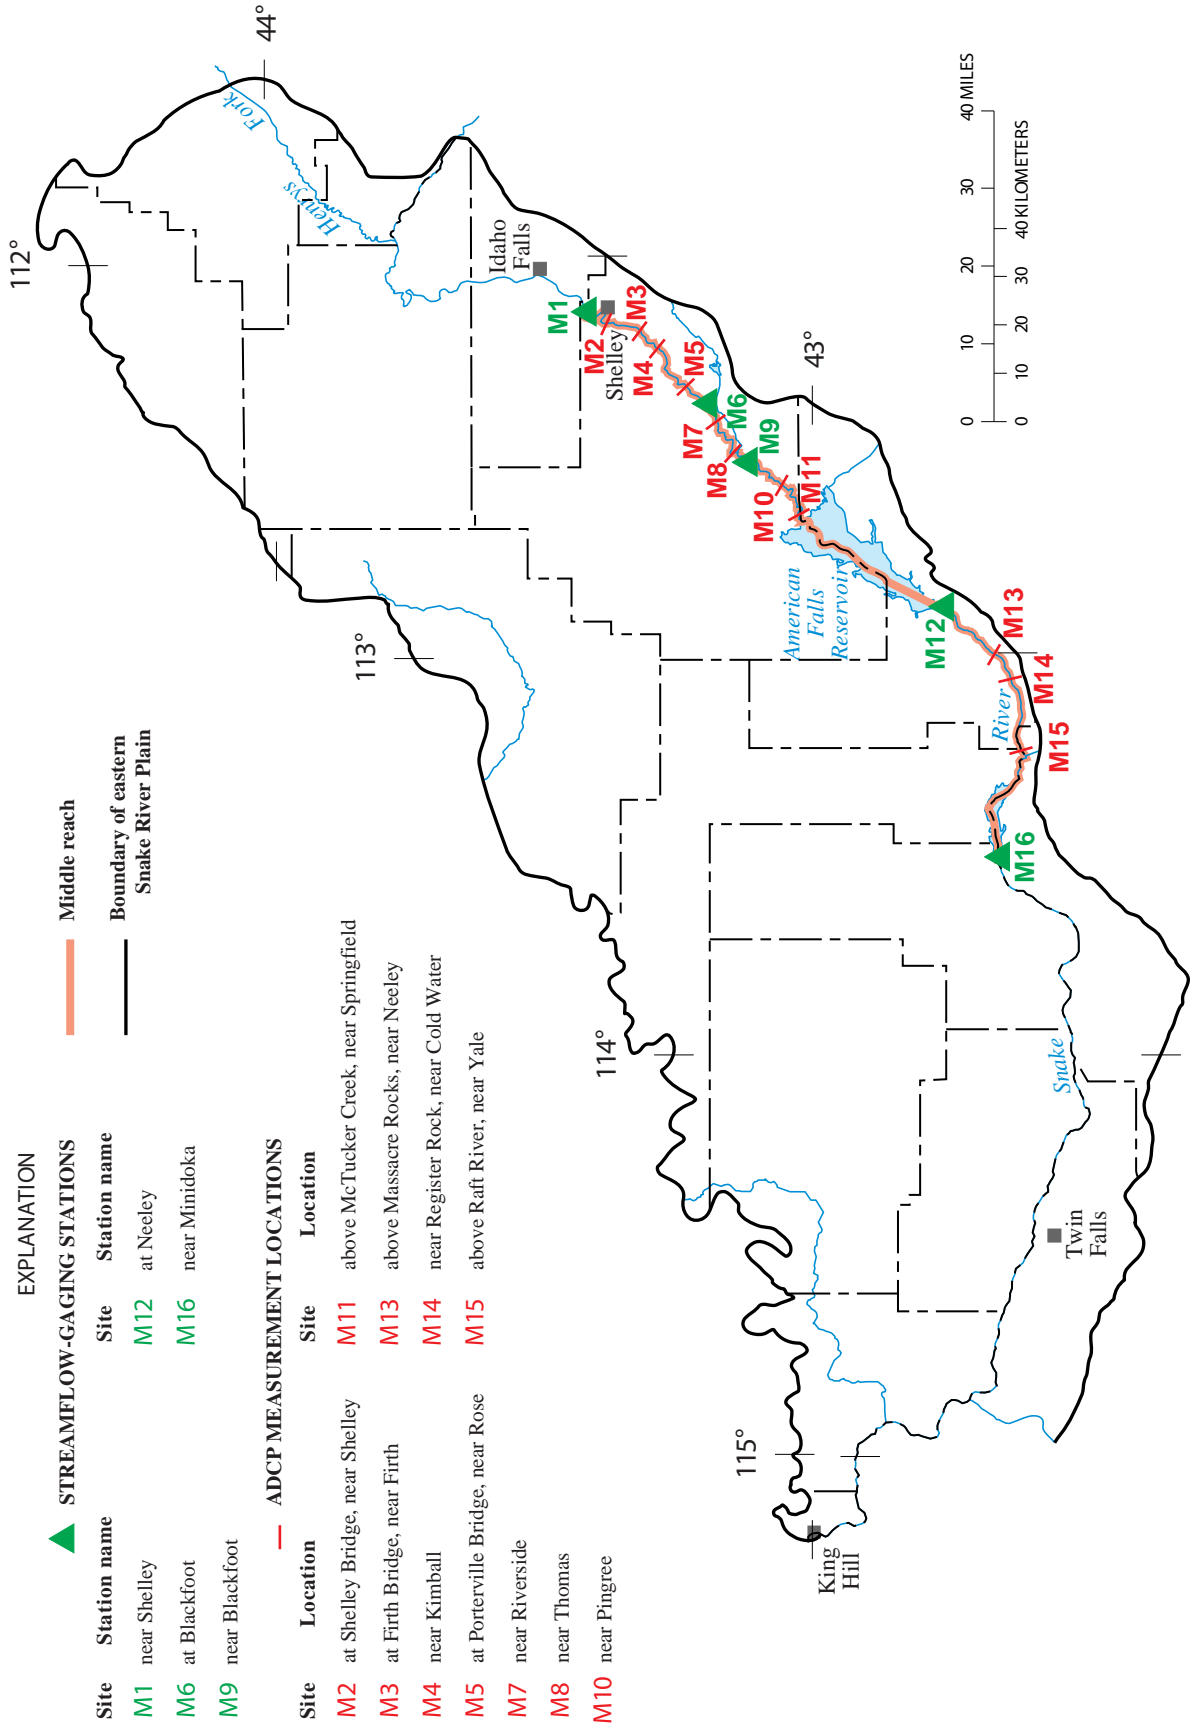 EXPLANATION
STREAMFLOW-GAGING STATIONS
Site Station name
M1 near Shelley
M6 at Blackfoot
M9 near Blackfoot
Site Station name
M12 at Neeley
M16 near Minidoka
ADCP MEASUREMENT LOCATIONS
Site Location
M2 at Shelley Bridge, near Shelley
M3 at Firth Bridge, near Firth
M4 near Kimball
M5 at Porterville Bridge, near Rose
M7 near Riverside
M8 near Thomas
M10 near Pingree
Site Location
M11 above McTucker Creek, near Springfield
M13 above Massacre Rocks, near Neeley
M14 near Register Rock, near Cold Water
M15 above Raft River, near Yale
Middle reach
Boundary of eastern
Snake River Plain
112°
44°
Henrys
Fork
Idaho
Falls
M1
M2
Shelley
M3
M4
M5
M6
M7
M8
M9
M10
M11
43°
113°
American
Falls
Reservoir
M12
M13
M14
River
M15
M16
114°
Snake
Twin
Falls
115°
King
Hill
0 10 20 30 40 MILES
0 10 20 30 40 KILOMETERS